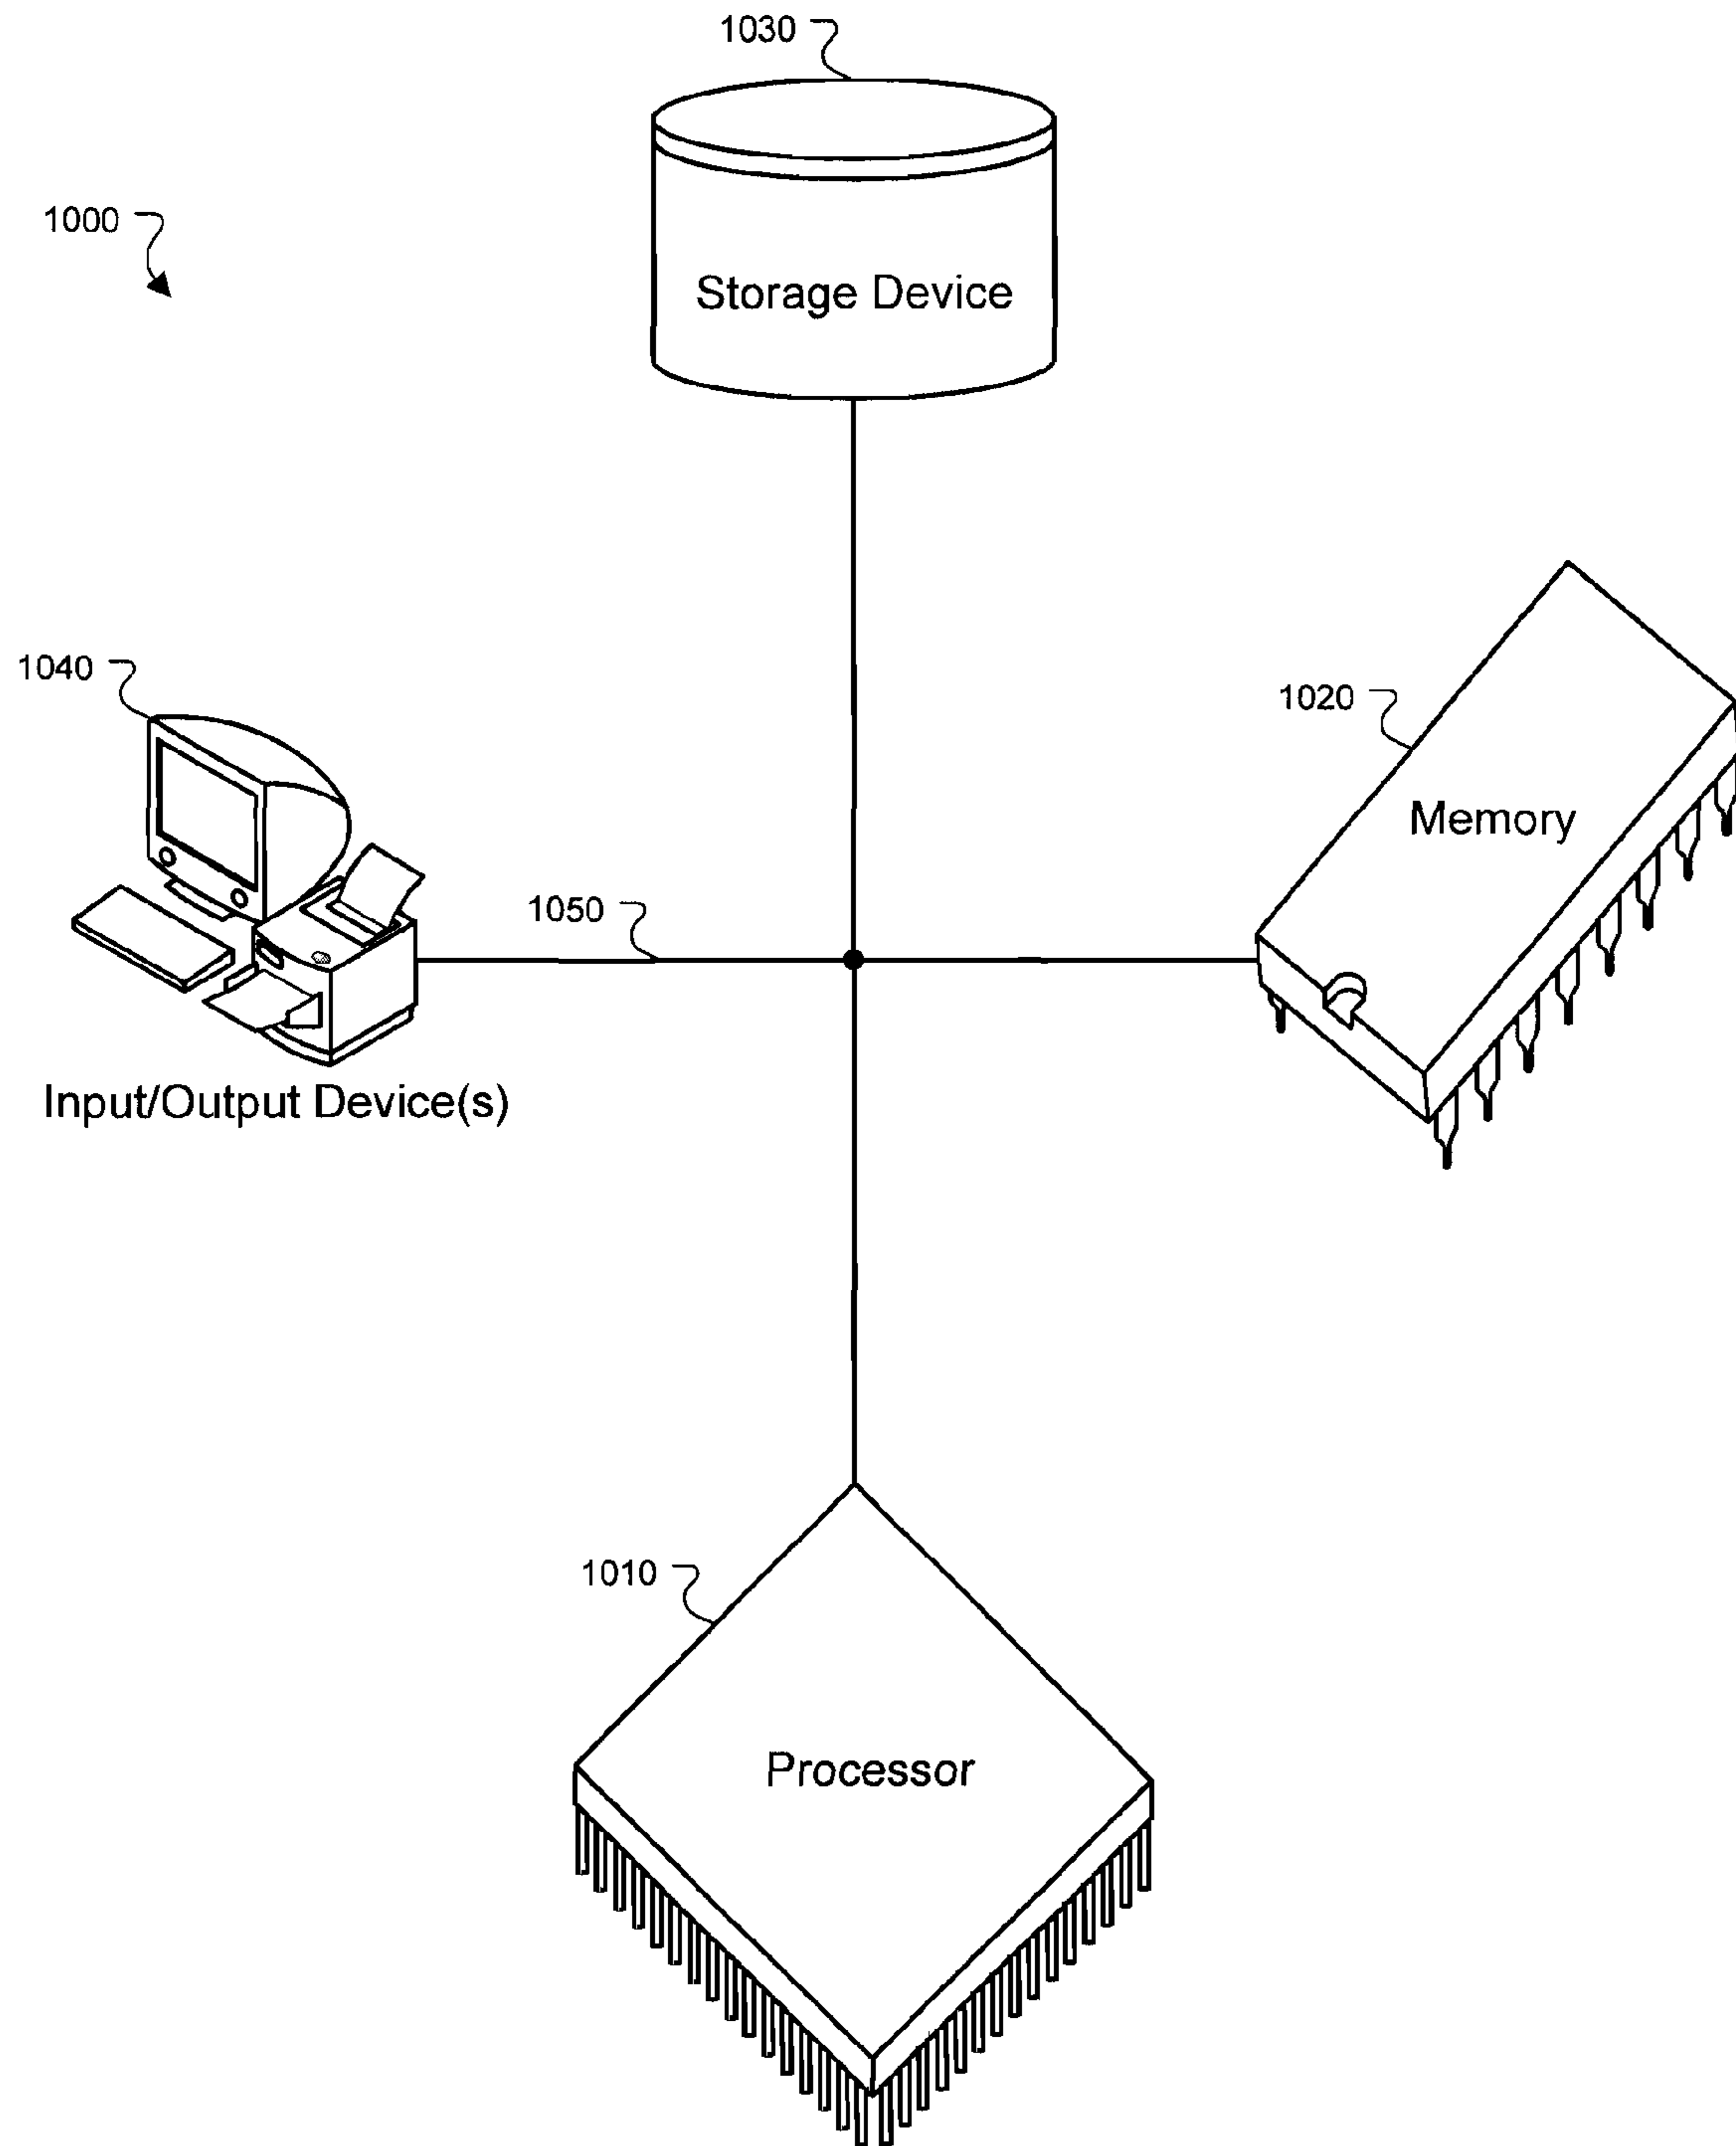 1030
1000
Storage Device
1040
1020
Memory
1050
Input/Output Device(s)
1010
Processor